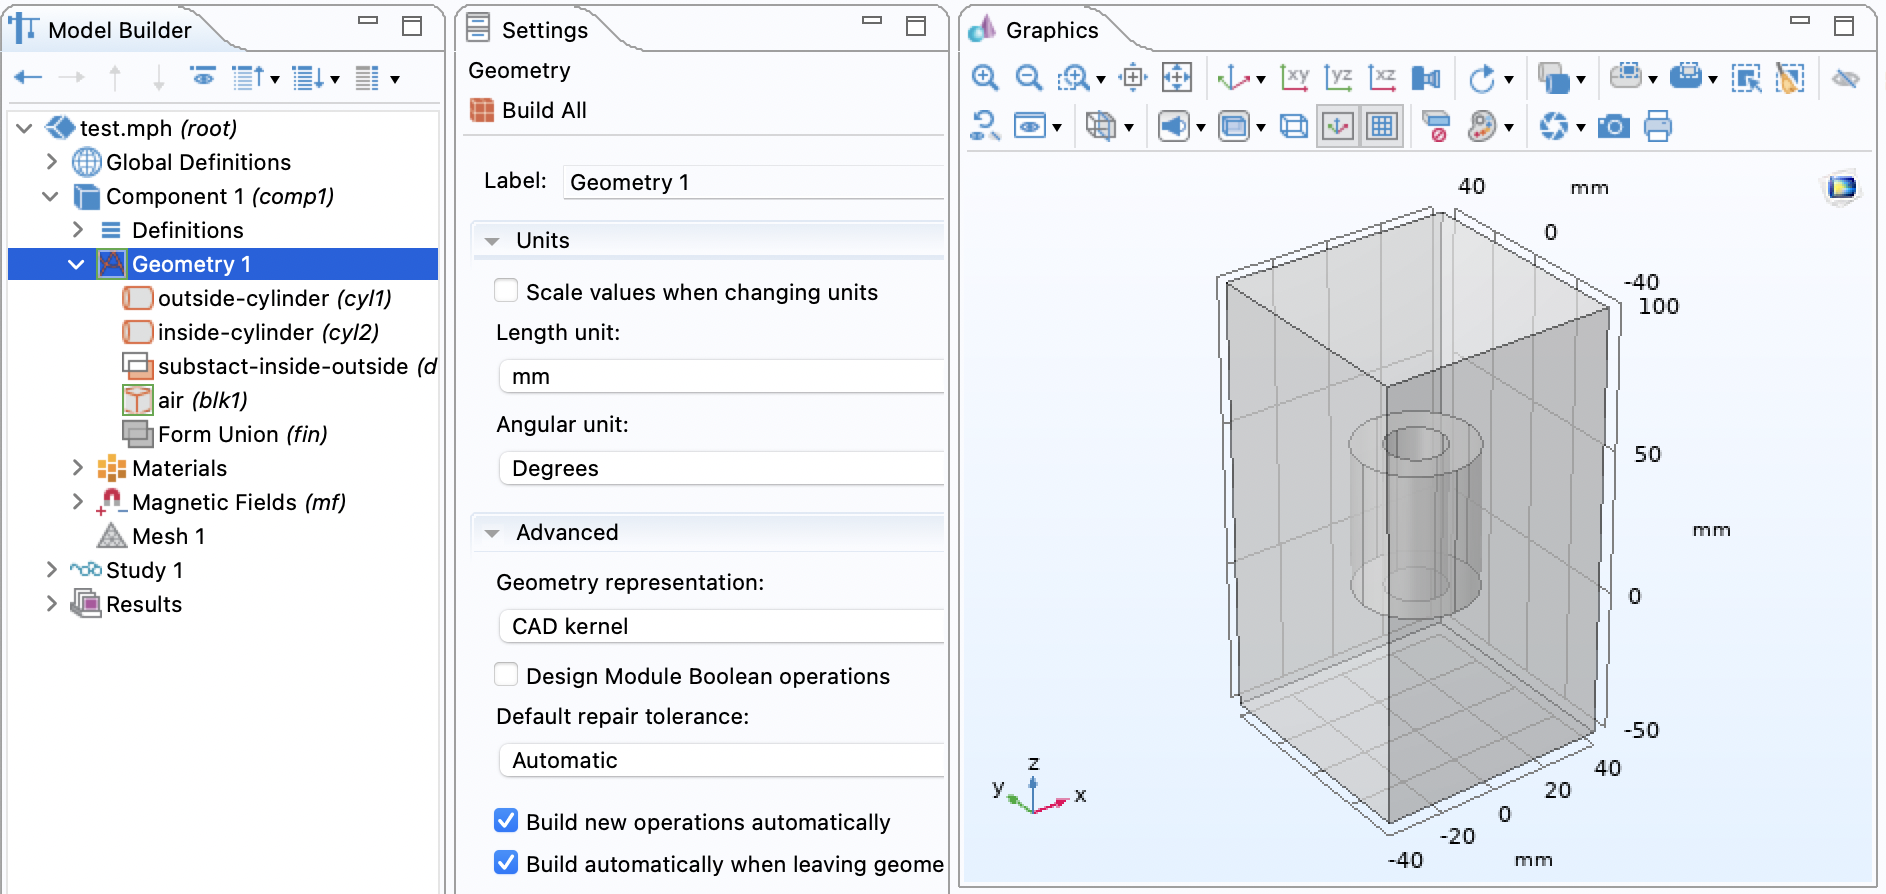 Model Builder
test.mph (root)
Global Definitions
Component 1 (comp1)
Definitions
Geometry 1
outside-cylinder (cyl1)
inside-cylinder (cyl2)
substact-inside-outside (d
air (blk1)
Form Union (fin)
Materials
Magnetic Fields (mf)
Mesh 1
Study 1
Results
Settings
Geometry
Build All
Label: Geometry 1
Units
Scale values when changing units
Length unit:
mm
Angular unit:
Degrees
Advanced
Geometry representation:
CAD kernel
Design Module Boolean operations
Default repair tolerance:
Automatic
Build new operations automatically
Build automatically when leaving geome
Graphics
xy yz xz
40 mm
0
-40
100
50
mm
0
-50
40
20
0
-20
-40 mm
z
y x